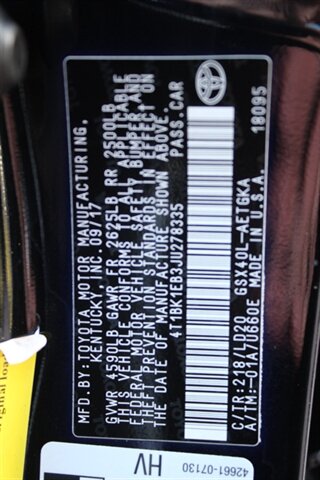 MFD.BY:TOYOTA MOTOR MANUFACTURING,
KENTUCKY, INC. 09/17
GVWR 4590LB GAWR FR 2625LB RR 2500LB
THIS VEHICLE CONFORMS TO ALL APPLICABLE
FEDERAL MOTOR VEHICLE SAFETY, BUMPER, AND
THEFT PREVENTION STANDARDS IN EFFECT ON
THE DATE OF MANUFACTURE SHOWN ABOVE.
4T1BK1EB3JU278335 PASS.CAR
C/TR:218 /LD20 GSX40L-AETGKA
A/TM:-01A/U660E MADE IN U.S.A.
18095
original
42661-07130
HV